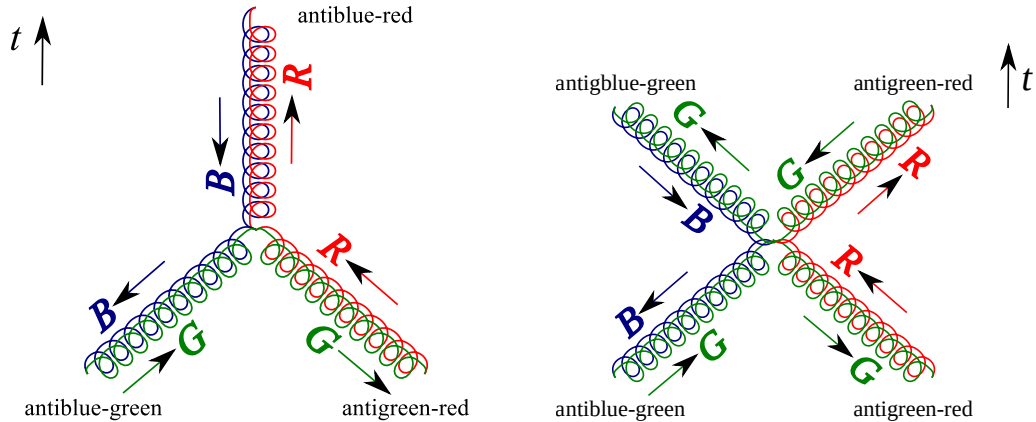 antiblue-red
t
R
B
R
B
G
G
antiblue-green
antigreen-red
antigblue-green
antigreen-red
t
G
G
R
B
R
B
G
G
antiblue-green
antigreen-red